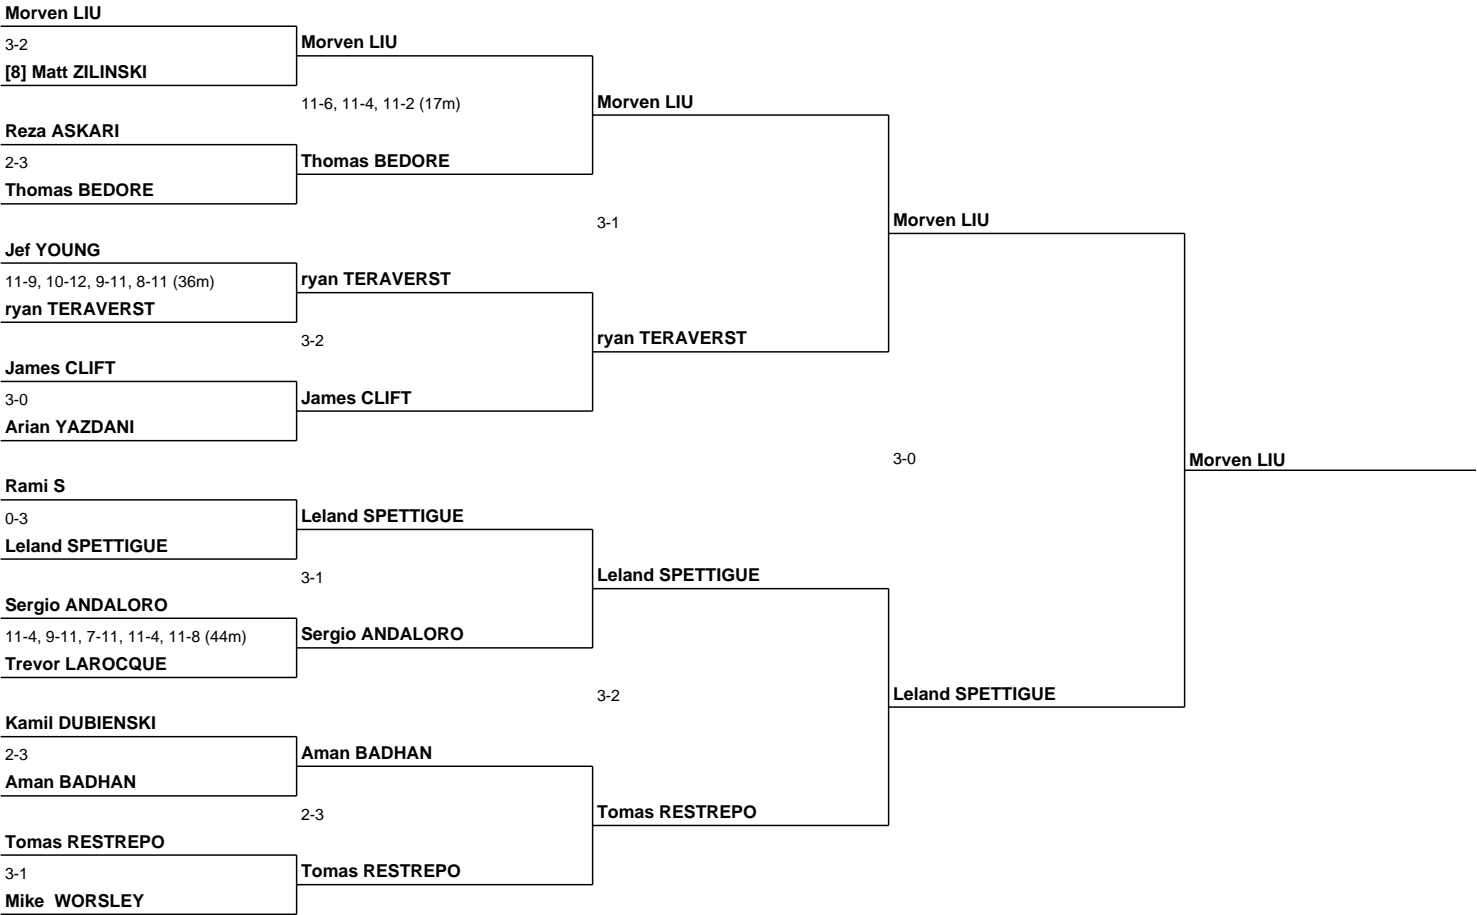 Morven LIU
3-2
Morven LIU
[8] Matt ZILINSKI
11-6, 11-4, 11-2 (17m)
Morven LIU
Reza ASKARI
2-3
Thomas BEDORE
Thomas BEDORE
3-1
Morven LIU
Jef YOUNG
11-9, 10-12, 9-11, 8-11 (36m)
ryan TERAVERST
ryan TERAVERST
3-2
ryan TERAVERST
James CLIFT
3-0
James CLIFT
Arian YAZDANI
3-0
Morven LIU
Rami S
0-3
Leland SPETTIGUE
Leland SPETTIGUE
3-1
Leland SPETTIGUE
Sergio ANDALORO
11-4, 9-11, 7-11, 11-4, 11-8 (44m)
Sergio ANDALORO
Trevor LAROCQUE
3-2
Leland SPETTIGUE
Kamil DUBIENSKI
2-3
Aman BADHAN
Aman BADHAN
2-3
Tomas RESTREPO
Tomas RESTREPO
3-1
Tomas RESTREPO
Mike WORSLEY